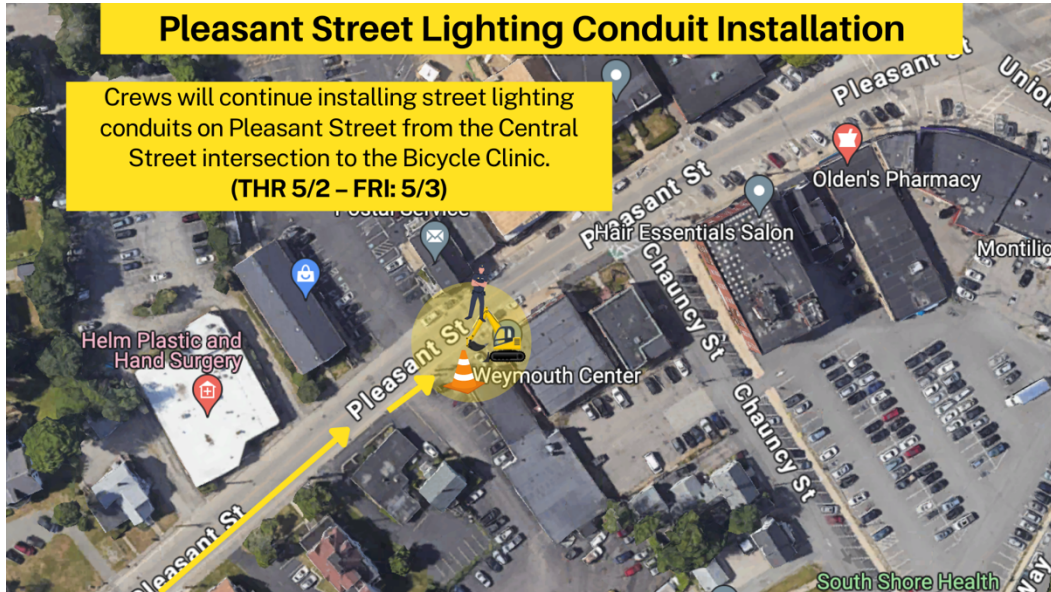 Pleasant Street Lighting Conduit Installation
Crews will continue installing street lighting
conduits on Pleasant Street from the Central
Street intersection to the Bicycle Clinic.
(THR 5/2 – FRI: 5/3)
Pleasant St
Union
Olden's Pharmacy
Postal Service
Pleasant St
Hair Essentials Salon
Montilio
Chauncy St
Helm Plastic and
Hand Surgery
Pleasant St
Weymouth Center
Chauncy St
Pleasant St
South Shore Health
Way